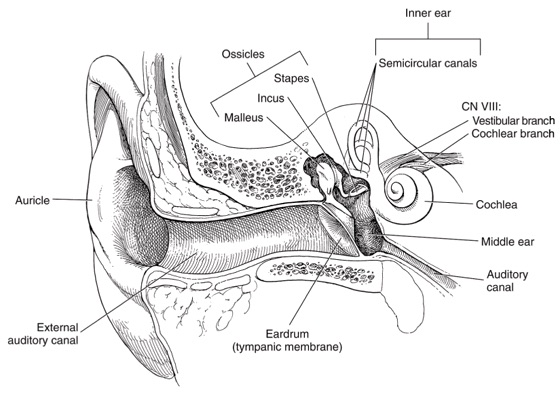 Inner ear
Ossicles
Stapes
Semicircular canals
Incus
Malleus
CN VIII:
Vestibular branch
Cochlear branch
Auricle
Cochlea
Middle ear
Auditory
canal
External
auditory canal
Eardrum
(tympanic membrane)